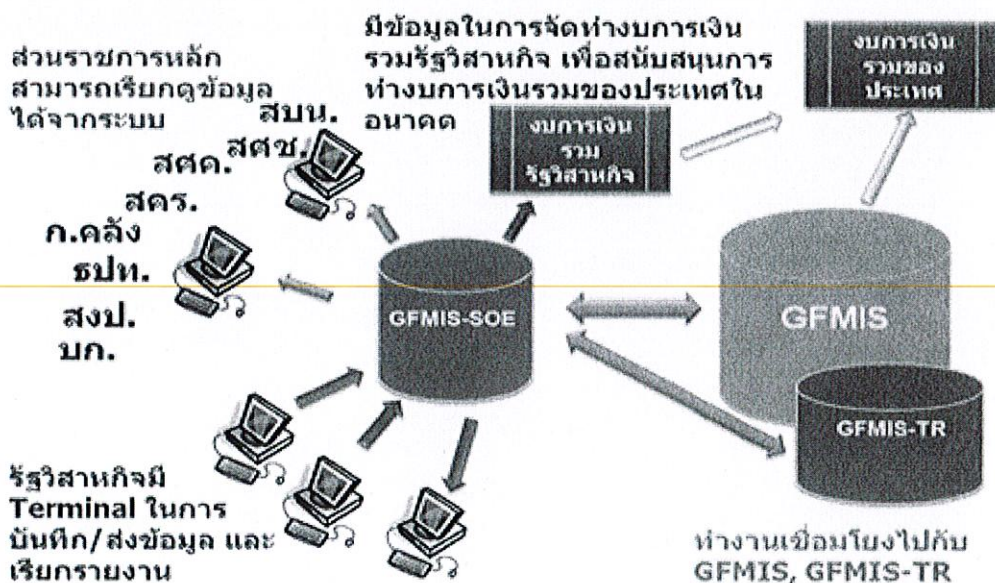 ส่วนราชการหลัก
สามารถเรียกดูข้อมูล
ได้จากระบบ
มีข้อมูลในการจัดทำงบการเงิน
รวมรัฐวิสาหกิจ เพื่อสนับสนุนการ
ทำงบการเงินรวมของประเทศใน
อนาคต
งบการเงิน
รวมของ
ประเทศ
งบการเงิน
รวม
รัฐวิสาหกิจ
สบน.
สศช.
สศค.
สคร.
ก.คลัง
ธปท.
สงป.
บก.
GFMIS-SOE
GFMIS
GFMIS-TR
รัฐวิสาหกิจมี
Terminal ในการ
บันทึก/ส่งข้อมูล และ
เรียกรายงาน
ทำงานเชื่อมโยงไปกับ
GFMIS, GFMIS-TR